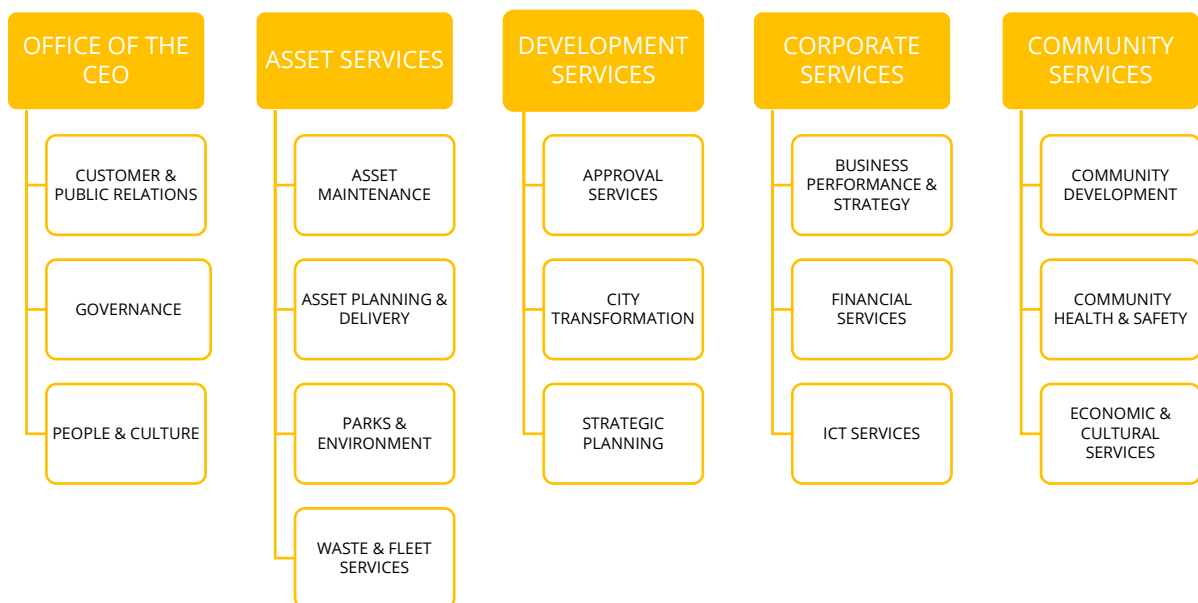 OFFICE OF THE
CEO
CUSTOMER &
PUBLIC RELATIONS
GOVERNANCE
PEOPLE & CULTURE
ASSET SERVICES
ASSET
MAINTENANCE
ASSET PLANNING &
DELIVERY
PARKS &
ENVIRONMENT
WASTE & FLEET
SERVICES
DEVELOPMENT
SERVICES
APPROVAL
SERVICES
CITY
TRANSFORMATION
STRATEGIC
PLANNING
CORPORATE
SERVICES
BUSINESS
PERFORMANCE &
STRATEGY
FINANCIAL
SERVICES
ICT SERVICES
COMMUNITY
SERVICES
COMMUNITY
DEVELOPMENT
COMMUNITY
HEALTH & SAFETY
ECONOMIC &
CULTURAL
SERVICES